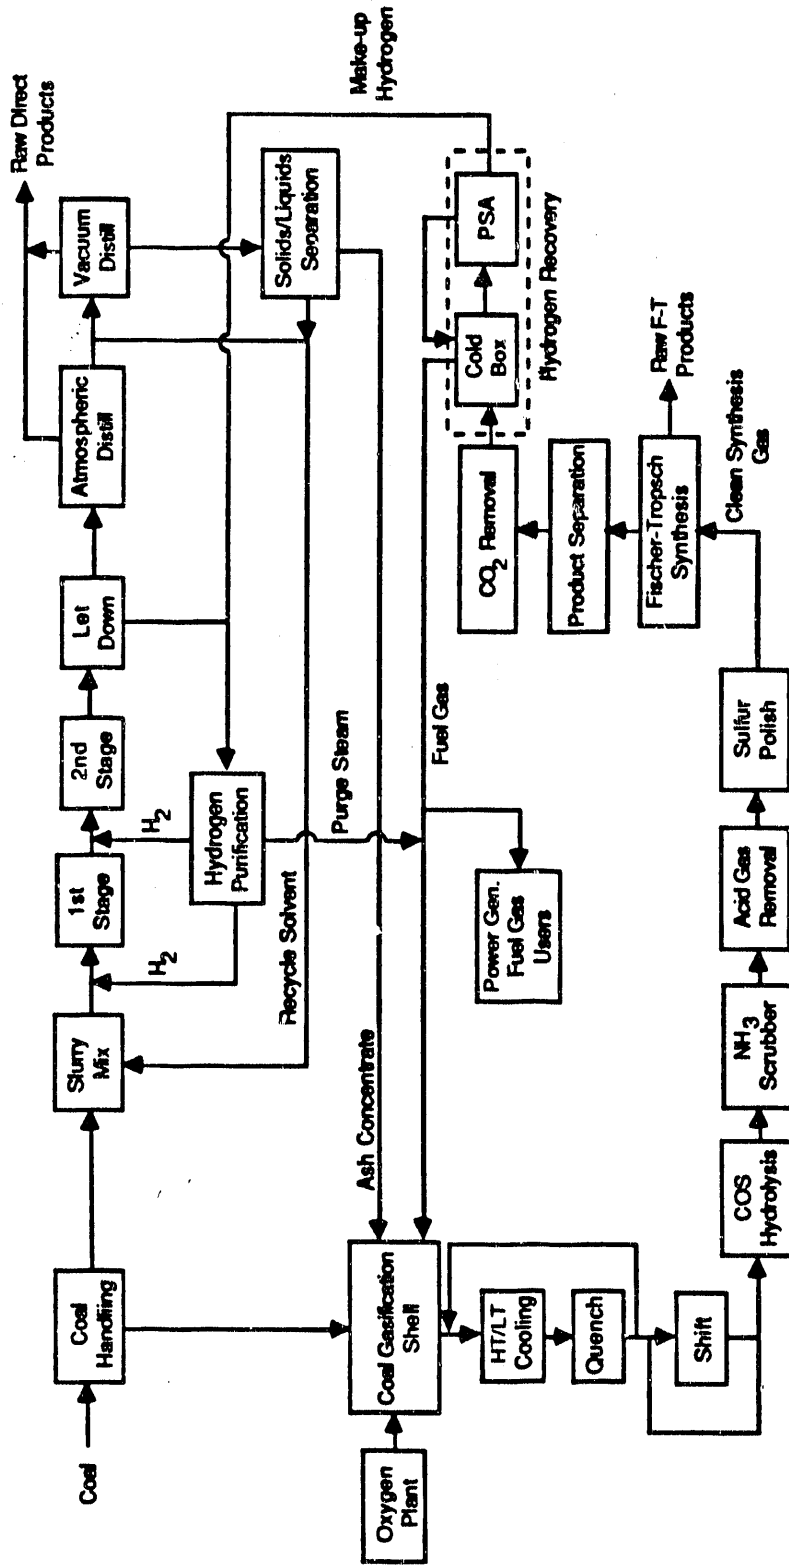 Coal
Coal
Handling
Slurry
Mix
1st
Stage
2nd
Stage
Let
Down
Atmospheric
Distill
Vacuum
Distill
Raw Direct
Products
H2
H2
Hydrogen
Purification
Solids/Liquids
Separation
Make-up
Hydrogen
Recycle Solvent
Purge Steam
Ash Concentrate
Fuel Gas
Oxygen
Plant
Coal Gasification
Shell
Power Gen.
Fuel Gas
Users
Cold
Box
PSA
Hydrogen Recovery
CO2 Removal
Product Separation
Fischer-Tropsch
Synthesis
Raw F-T
Products
Clean Synthesis
Gas
HT/LT
Cooling
Quench
Shift
COS
Hydrolysis
NH3
Scrubber
Acid Gas
Removal
Sulfur
Polish